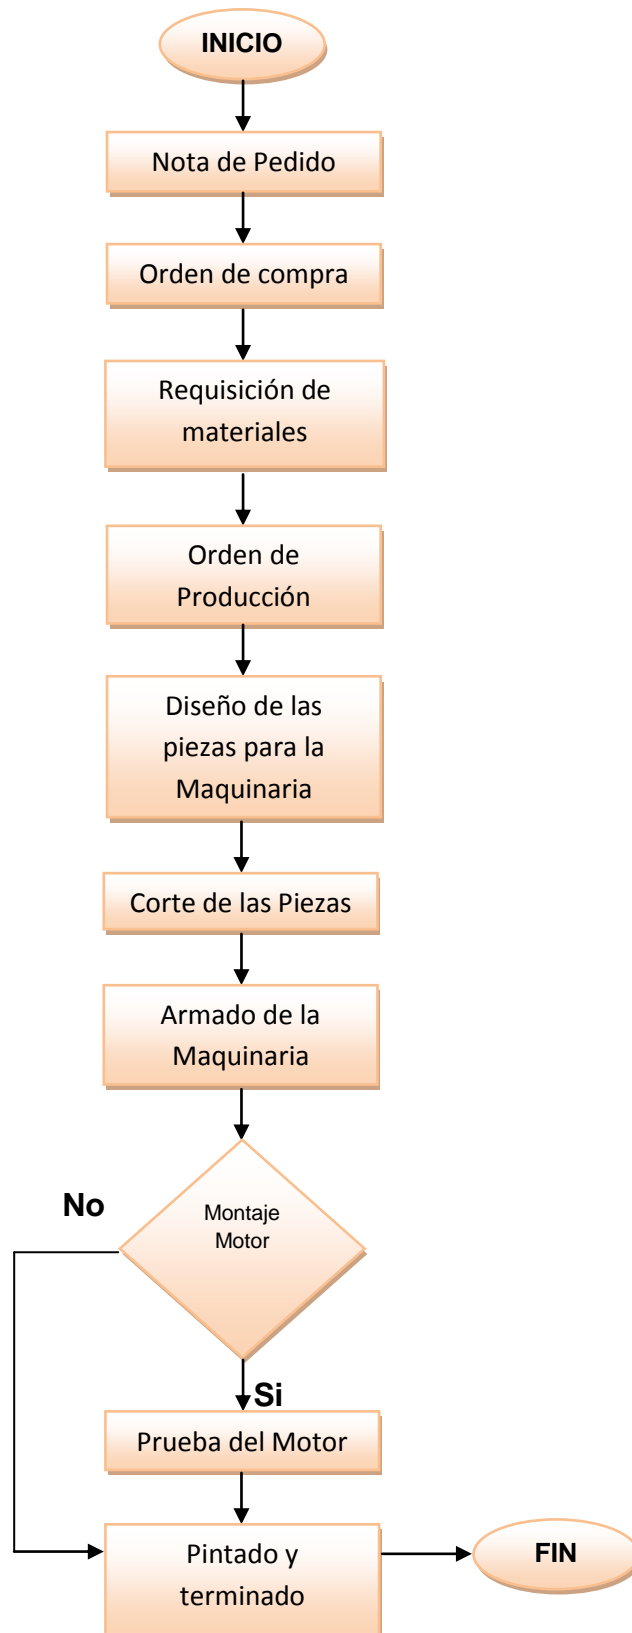 INICIO
Nota de Pedido
Orden de compra
Requisición de
materiales
Orden de
Producción
Diseño de las
piezas para la
Maquinaria
Corte de las Piezas
Armado de la
Maquinaria
No
Montaje
Motor
Si
Prueba del Motor
Pintado y
terminado
FIN